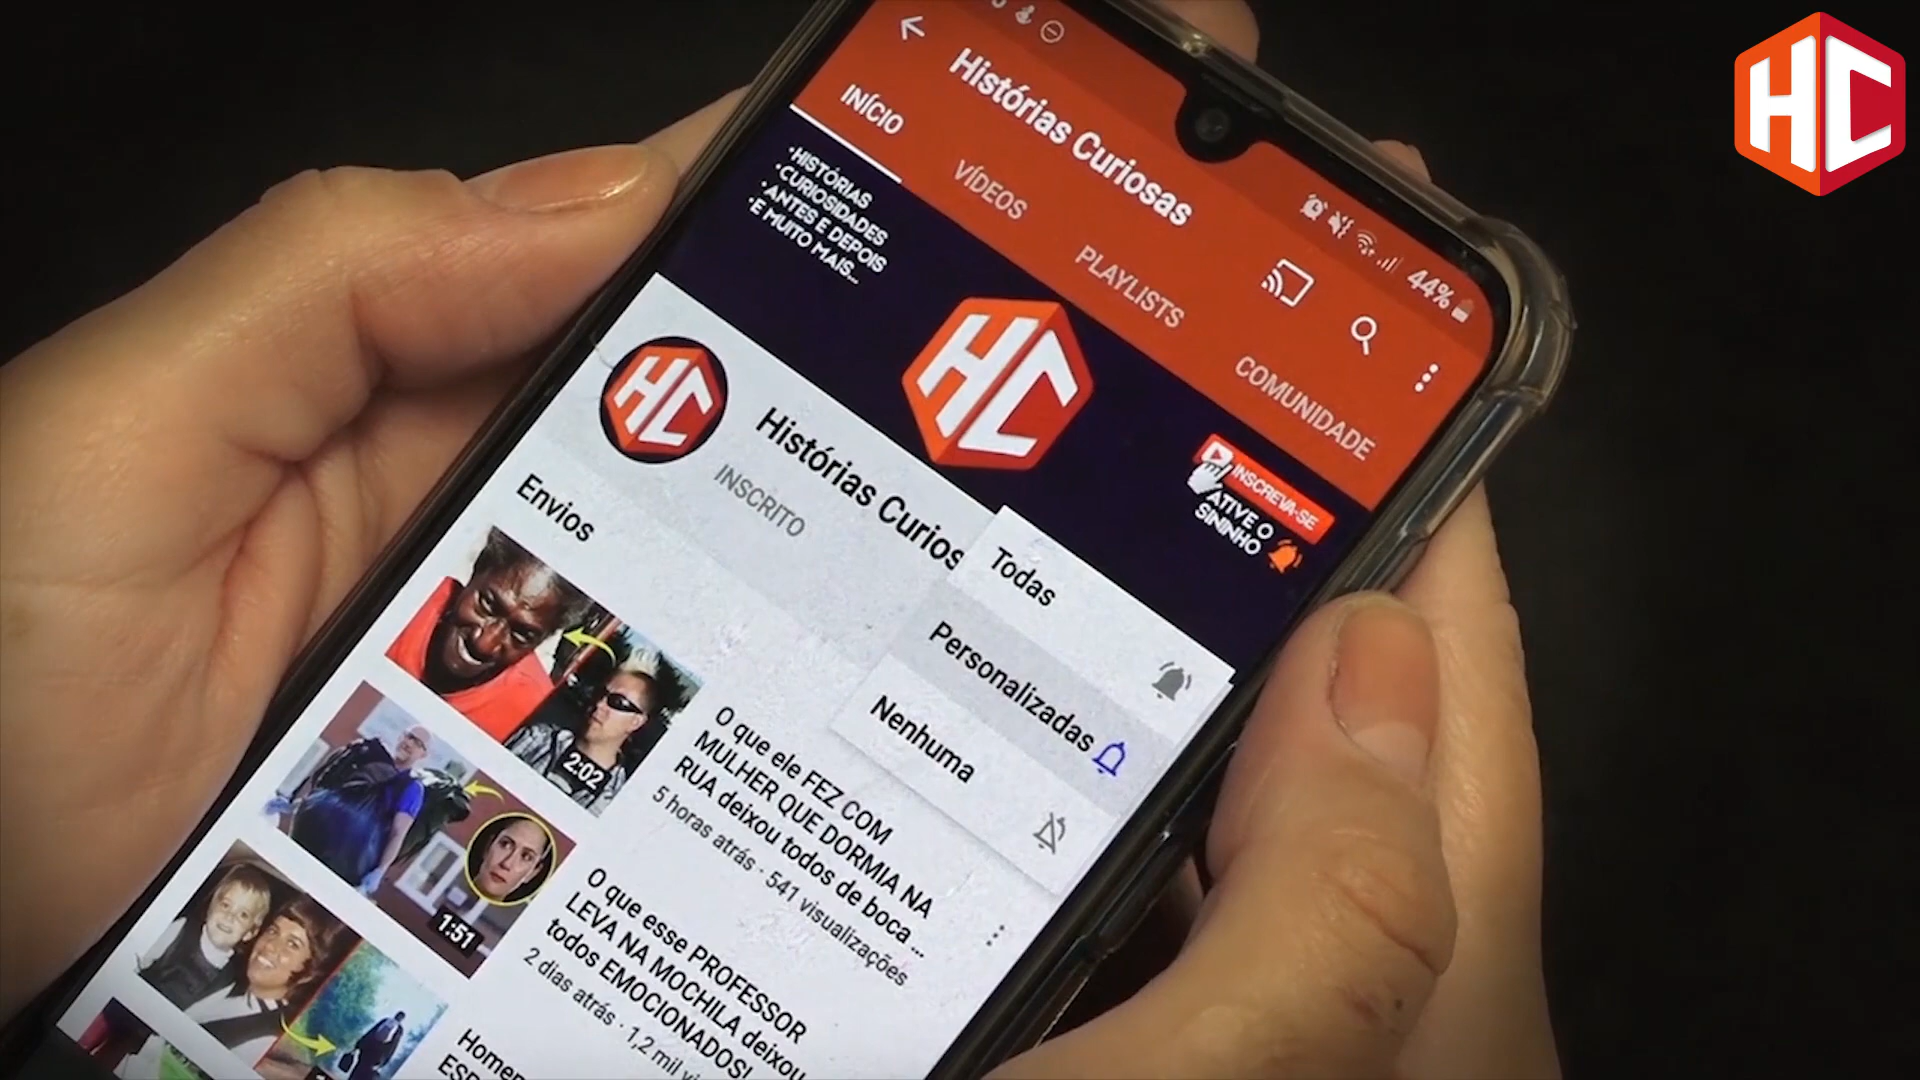 HC
44%
Histórias Curiosas
INÍCIO
VÍDEOS
PLAYLISTS
COMUNIDADE
•HISTÓRIAS
•CURIOSIDADES
•ANTES E DEPOIS
•E MUITO MAIS...
HC
INSCREVA-SE
ATIVE O
SININHO
HC
Histórias Curios
INSCRITO
Todas
Personalizadas
Nenhuma
Envios
2:02
O que ele FEZ COM
MULHER QUE DORMIA NA
RUA deixou todos de boca ...
5 horas atrás · 541 visualizações
1:51
O que esse PROFESSOR
LEVA NA MOCHILA deixou
todos EMOCIONADOS!
2 dias atrás · 1,2 mil
Homem